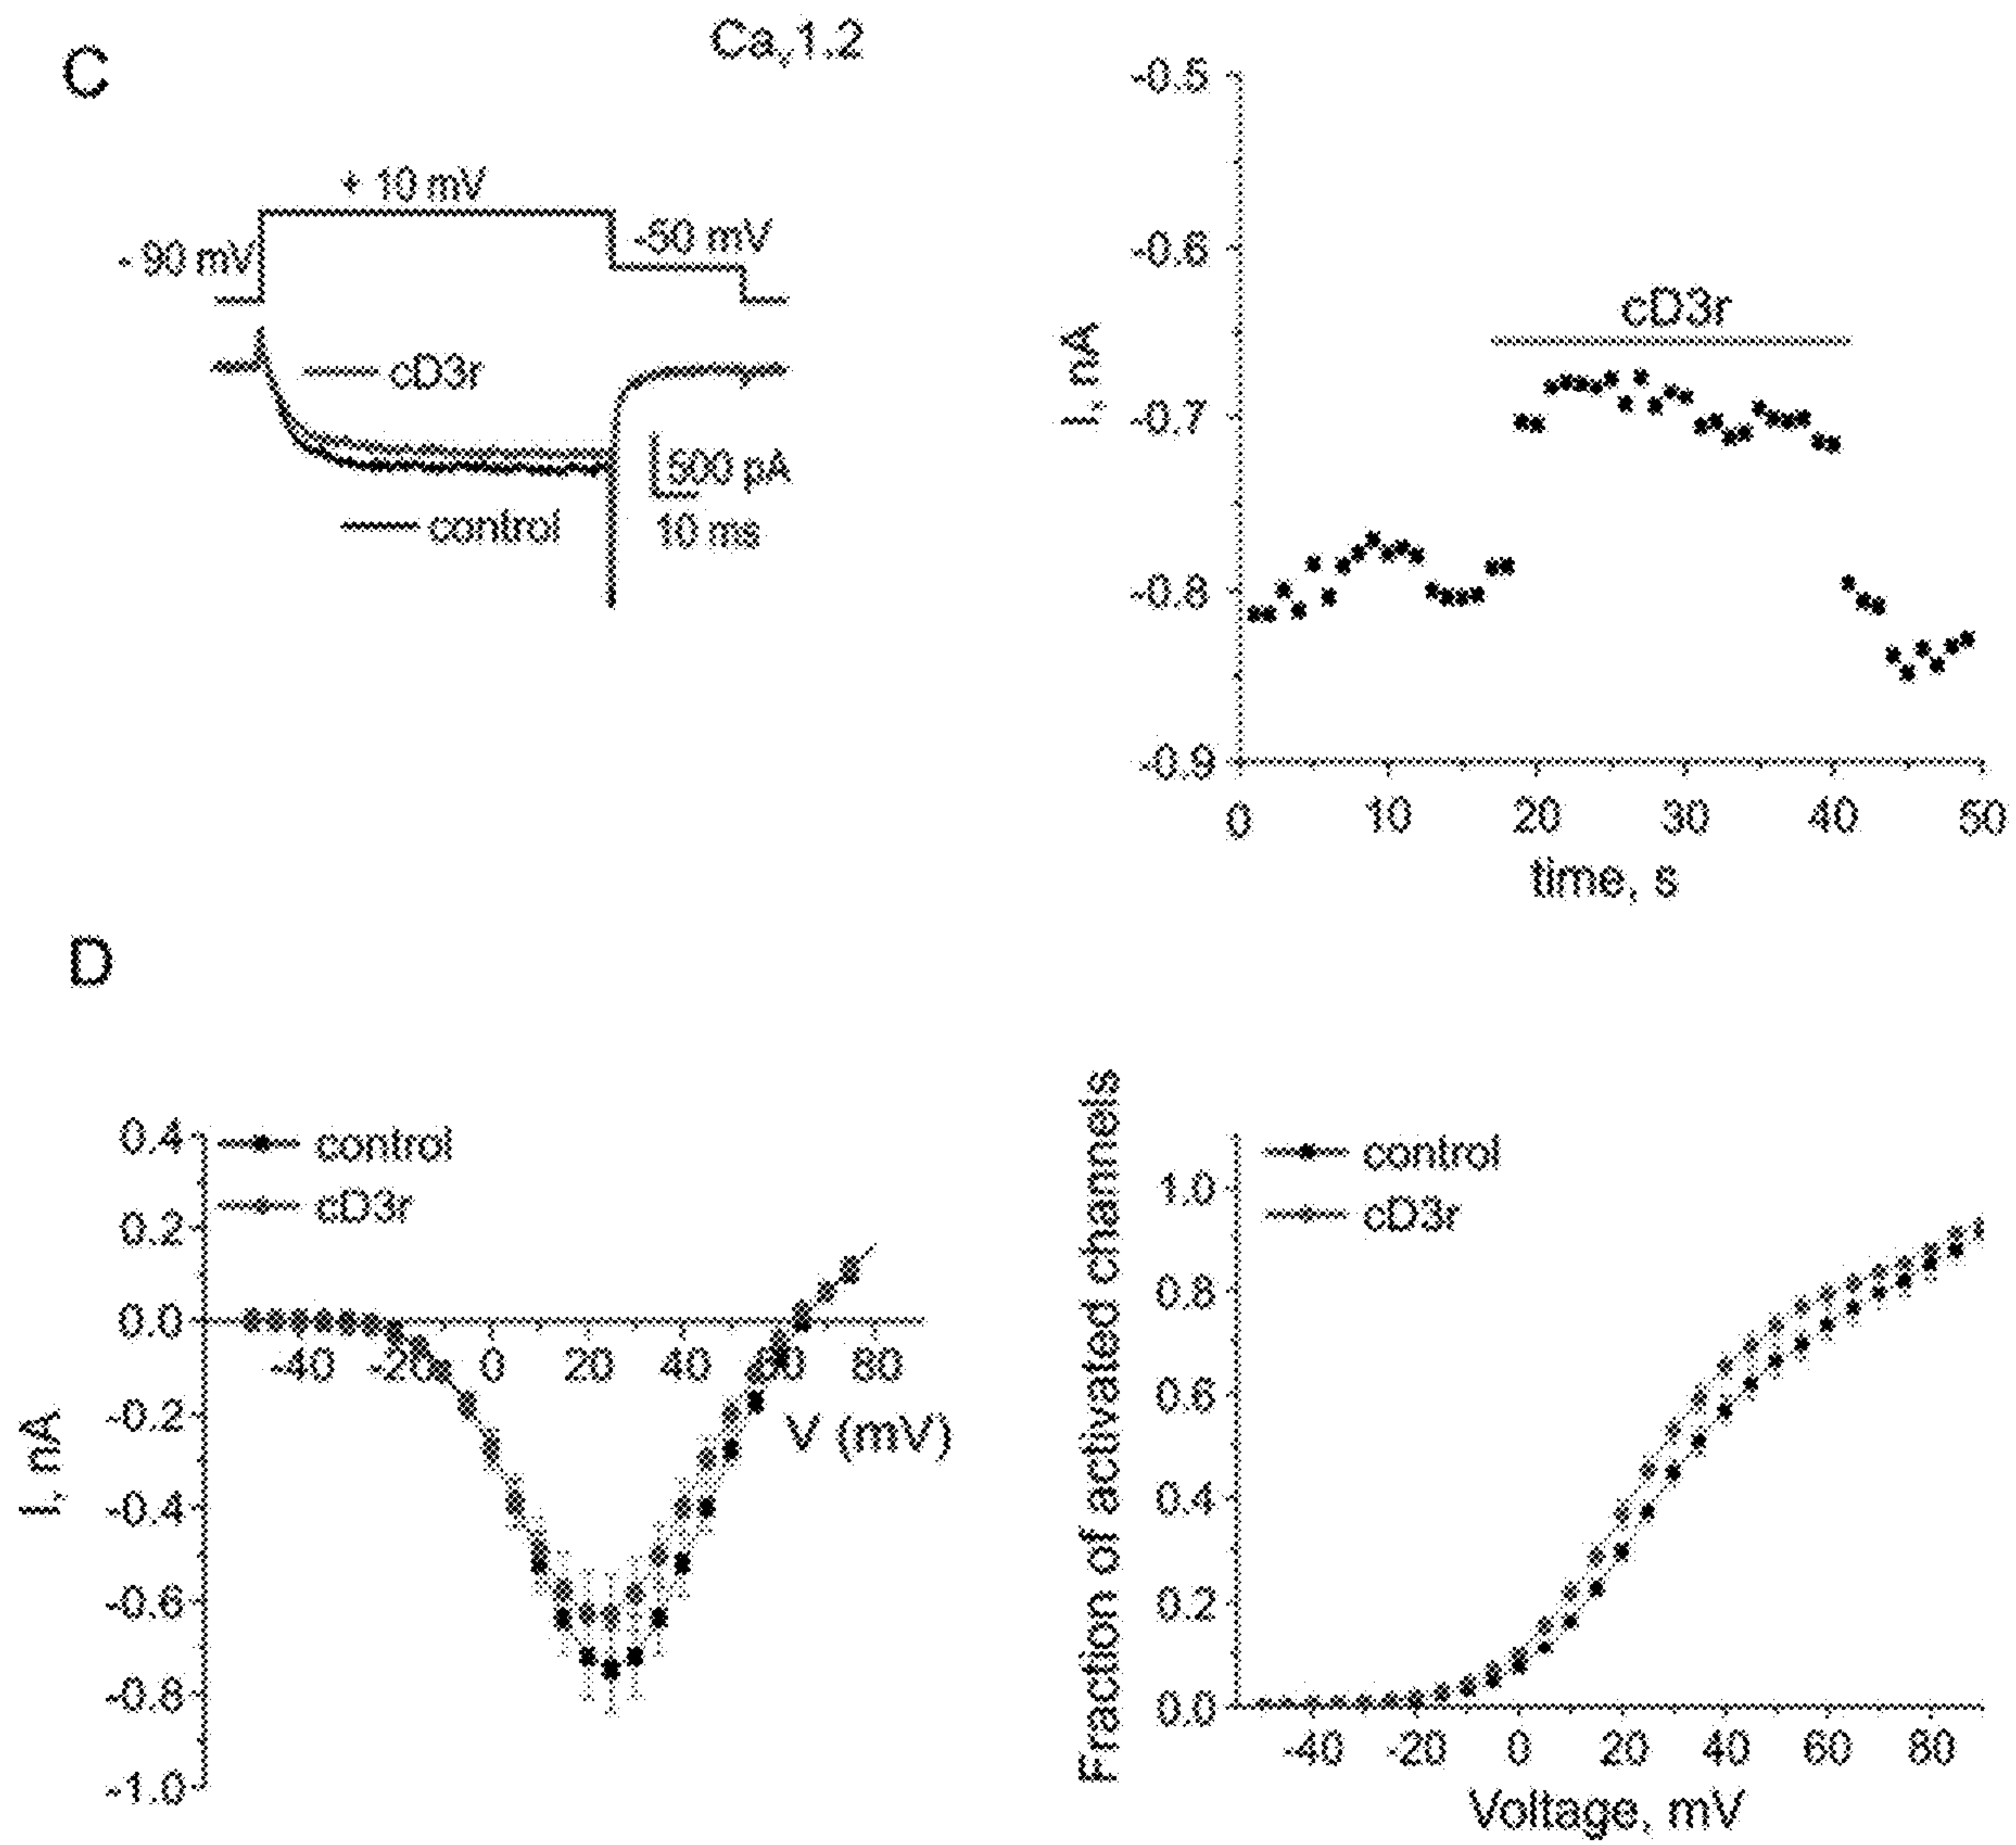 C
Cav1.2
+ 10 mV
- 90 mV
-50 mV
cD3r
500 pA
10 ms
control
-0.5
-0.6
-0.7
-0.8
-0.9
I, nA
cD3r
0 10 20 30 40 50
time, s
D
control
cD3r
0.4
0.2
0.0
-0.2
-0.4
-0.6
-0.8
-1.0
I, nA
-40 -20 0 20 40 60 80
V (mV)
control
cD3r
Fraction of activated channels
1.0
0.8
0.6
0.4
0.2
0.0
-40 -20 0 20 40 60 80
Voltage, mV